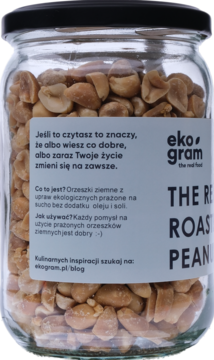 Jeśli to czytasz to znaczy,
że albo wiesz co dobre,
albo zaraz Twoje życie
zmieni się na zawsze.
Co to jest? Orzeszki ziemne z
upraw ekologicznych prażone na
sucho bez dodatku oleju i soli.
Jak używać? Każdy pomysł na
użycie prażonych orzeszków
ziemnych jest dobry :-)
Kulinarnych inspiracji szukaj na:
ekogram.pl/blog
eko
gram
the real food
THE RE
ROAS
PEAN